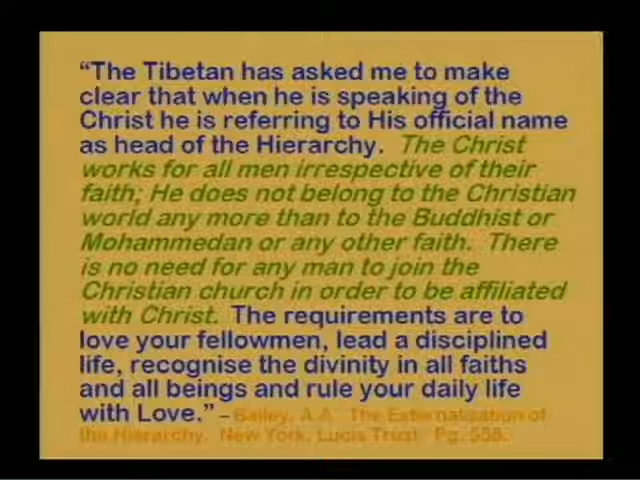 “The Tibetan has asked me to make
clear that when he is speaking of the
Christ he is referring to His official name
as head of the Hierarchy.  The Christ
works for all men irrespective of their
faith; He does not belong to the Christian
world any more than to the Buddhist or
Mohammedan or any other faith.  There
is no need for any man to join the
Christian church in order to be affiliated
with Christ.  The requirements are to
love your fellowmen, lead a disciplined
life, recognise the divinity in all faiths
and all beings and rule your daily life
with Love.” – Bailey, A.A.  The Externalisation of
the Hierarchy.  New York, Lucis Trust.  Pg. 558.